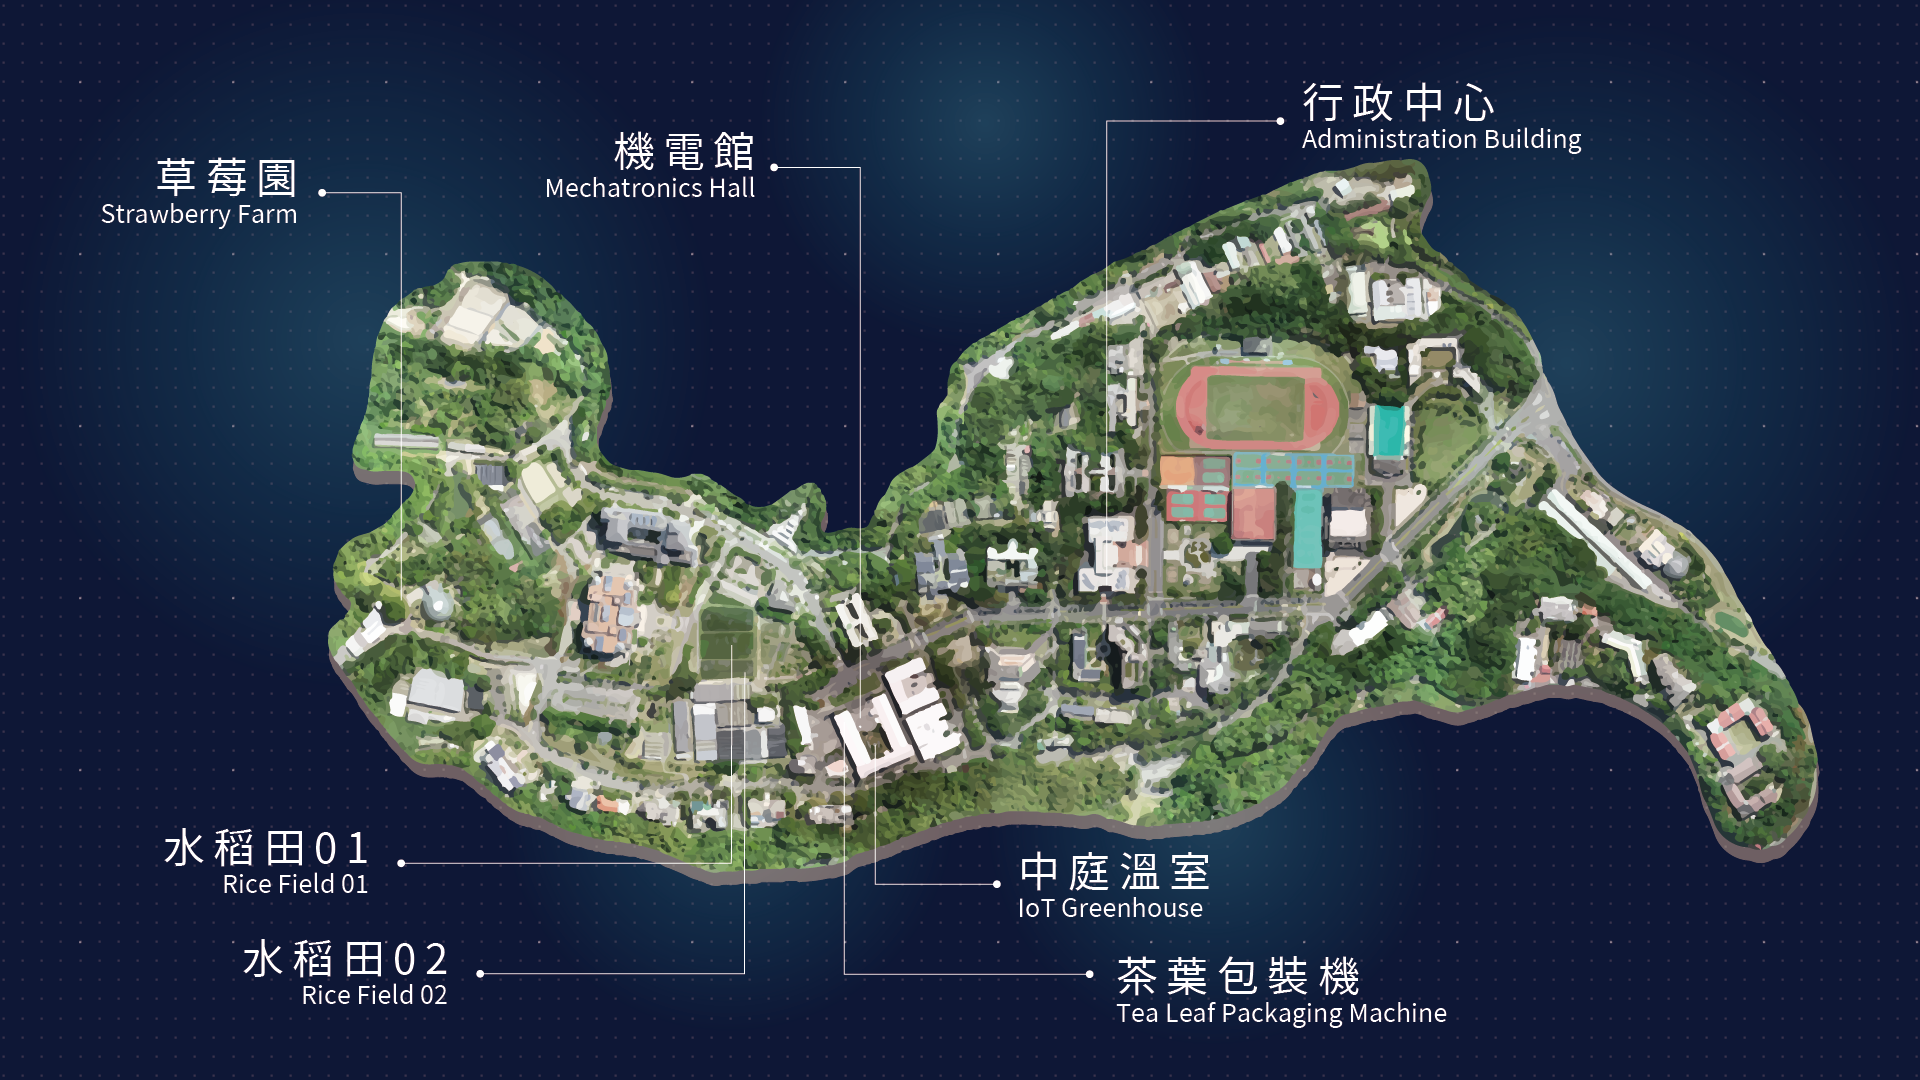 行政中心
Administration Building
機電館
Mechatronics Hall
草莓園
Strawberry Farm
水稻田01
Rice Field 01
中庭溫室
IoT Greenhouse
水稻田02
Rice Field 02
茶葉包裝機
Tea Leaf Packaging Machine